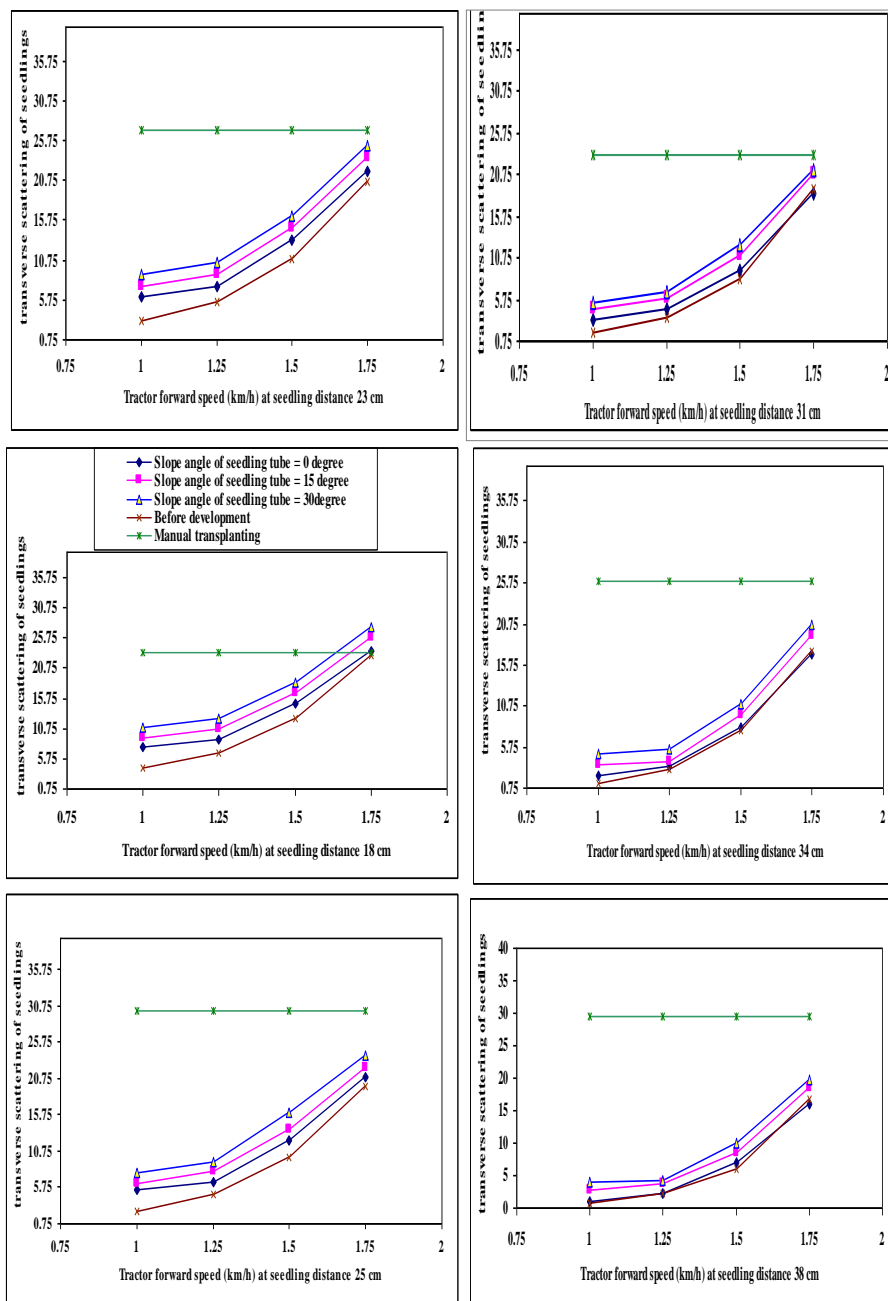 transverse scattering of seedlings
35.75
30.75
25.75
20.75
15.75
10.75
5.75
0.75
0.75 1 1.25 1.5 1.75 2
Tractor forward speed (km/h) at seedling distance 23 cm
transverse scattering of seedlings
35.75
30.75
25.75
20.75
15.75
10.75
5.75
0.75
0.75 1 1.25 1.5 1.75 2
Tractor forward speed (km/h) at seedling distance 31 cm
Slope angle of seedling tube = 0 degree
Slope angle of seedling tube = 15 degree
Slope angle of seedling tube = 30degree
Before development
Manual transplanting
transverse scattering of seedlings
35.75
30.75
25.75
20.75
15.75
10.75
5.75
0.75
0.75 1 1.25 1.5 1.75 2
Tractor forward speed (km/h) at seedling distance 18 cm
transverse scattering of seedlings
35.75
30.75
25.75
20.75
15.75
10.75
5.75
0.75
0.75 1 1.25 1.5 1.75 2
Tractor forward speed (km/h) at seedling distance 34 cm
transverse scattering of seedlings
35.75
30.75
25.75
20.75
15.75
10.75
5.75
0.75
0.75 1 1.25 1.5 1.75 2
Tractor forward speed (km/h) at seedling distance 25 cm
transverse scattering of seedlings
40
35
30
25
20
15
10
5
0
0.75 1 1.25 1.5 1.75 2
Tractor forward speed (km/h) at seedling distance 38 cm